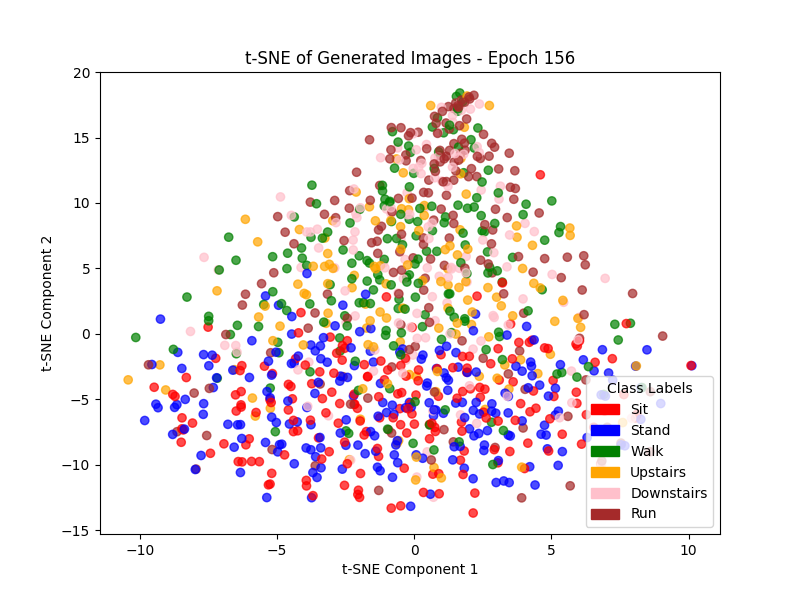 t-SNE of Generated Images - Epoch 156
20
15
10
5
0
−5
−10
−15
t-SNE Component 2
−10
−5
0
5
10
t-SNE Component 1
Class Labels
Sit
Stand
Walk
Upstairs
Downstairs
Run